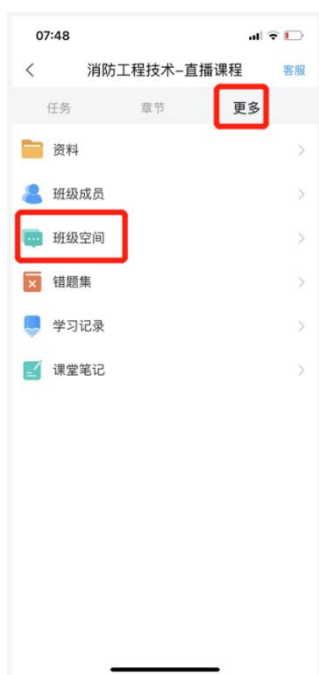 07:48
消防工程技术-直播课程 客服
任务 章节 更多
资料
班级成员
班级空间
错题集
学习记录
课堂笔记